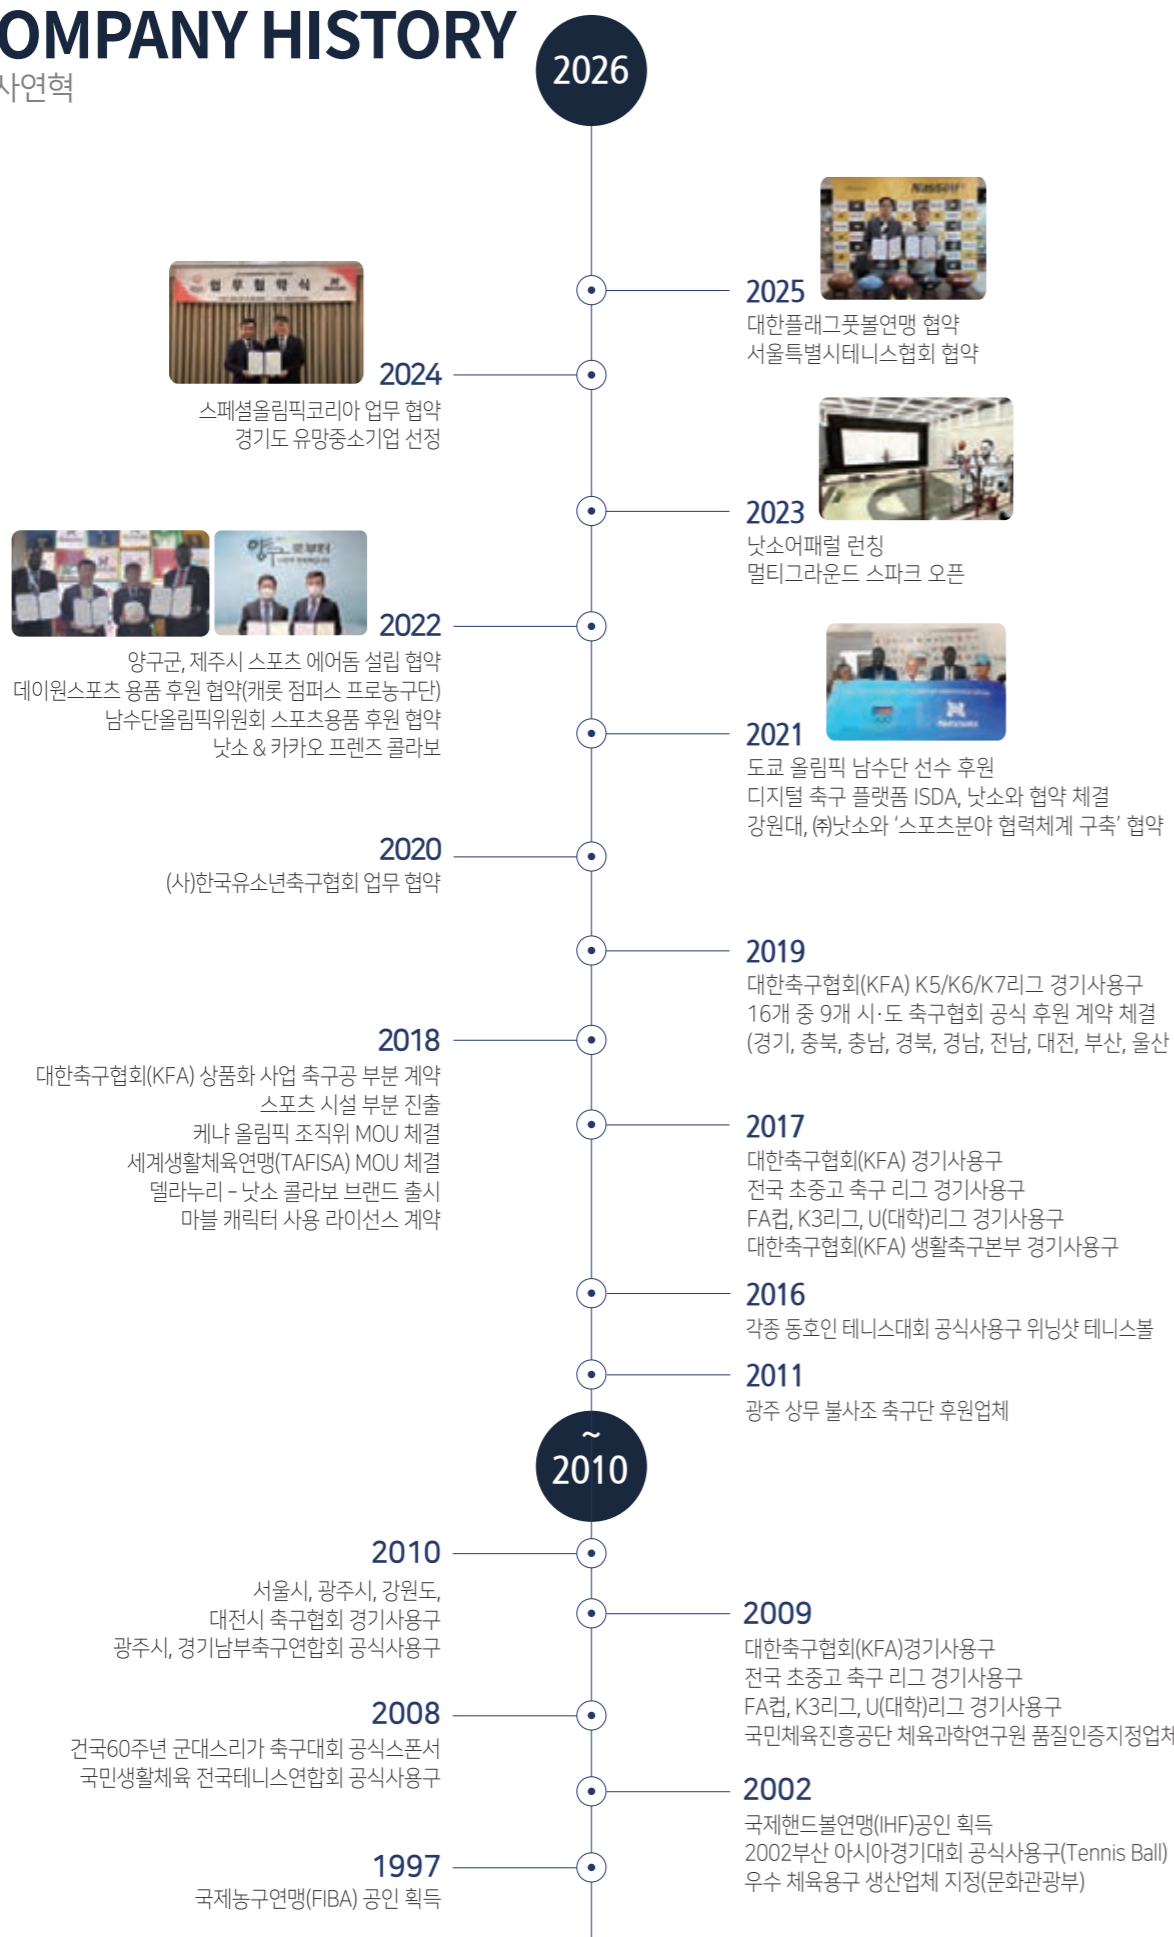 OMPANY HISTORY
사연혁
2026
Nassau
2025
대한플래그풋볼연맹 협약
서울특별시테니스협회 협약
업무협약식
2024
스페셜올림픽코리아 업무 협약
경기도 유망중소기업 선정
2023
낫소어패럴 런칭
멀티그라운드 스파크 오픈
양구로부터
2022
양구군, 제주시 스포츠 에어돔 설립 협약
데이원스포츠 용품 후원 협약(캐롯 점퍼스 프로농구단)
남수단올림픽위원회 스포츠용품 후원 협약
낫소 & 카카오 프렌즈 콜라보
Nassau
2021
도쿄 올림픽 남수단 선수 후원
디지털 축구 플랫폼 ISDA, 낫소와 협약 체결
강원대, ㈜낫소와 ‘스포츠분야 협력체계 구축’ 협약
2020
(사)한국유소년축구협회 업무 협약
2019
대한축구협회(KFA) K5/K6/K7리그 경기사용구
16개 중 9개 시·도 축구협회 공식 후원 계약 체결
(경기, 충북, 충남, 경북, 경남, 전남, 대전, 부산, 울산
2018
대한축구협회(KFA) 상품화 사업 축구공 부분 계약
스포츠 시설 부분 진출
케냐 올림픽 조직위 MOU 체결
세계생활체육연맹(TAFISA) MOU 체결
델라누리 – 낫소 콜라보 브랜드 출시
마블 캐릭터 사용 라이선스 계약
2017
대한축구협회(KFA) 경기사용구
전국 초중고 축구 리그 경기사용구
FA컵, K3리그, U(대학)리그 경기사용구
대한축구협회(KFA) 생활축구본부 경기사용구
2016
각종 동호인 테니스대회 공식사용구 위닝샷 테니스볼
2011
광주 상무 불사조 축구단 후원업체
~
2010
2010
서울시, 광주시, 강원도,
대전시 축구협회 경기사용구
광주시, 경기남부축구연합회 공식사용구
2009
대한축구협회(KFA)경기사용구
전국 초중고 축구 리그 경기사용구
FA컵, K3리그, U(대학)리그 경기사용구
국민체육진흥공단 체육과학연구원 품질인증지정업체
2008
건국60주년 군대스리가 축구대회 공식스폰서
국민생활체육 전국테니스연합회 공식사용구
2002
국제핸드볼연맹(IHF)공인 획득
2002부산 아시아경기대회 공식사용구(Tennis Ball)
우수 체육용구 생산업체 지정(문화관광부)
1997
국제농구연맹(FIBA) 공인 획득